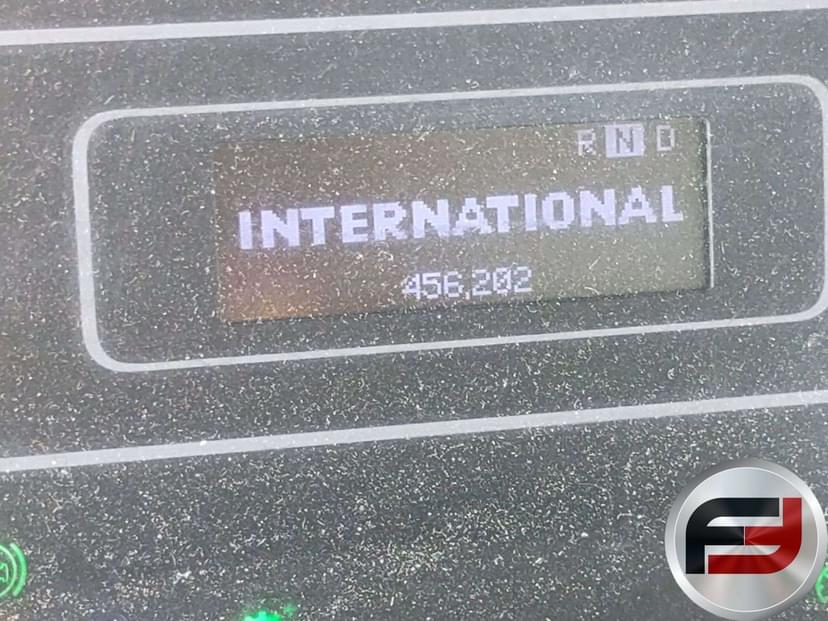 R N D
INTERNATIONAL
456,202